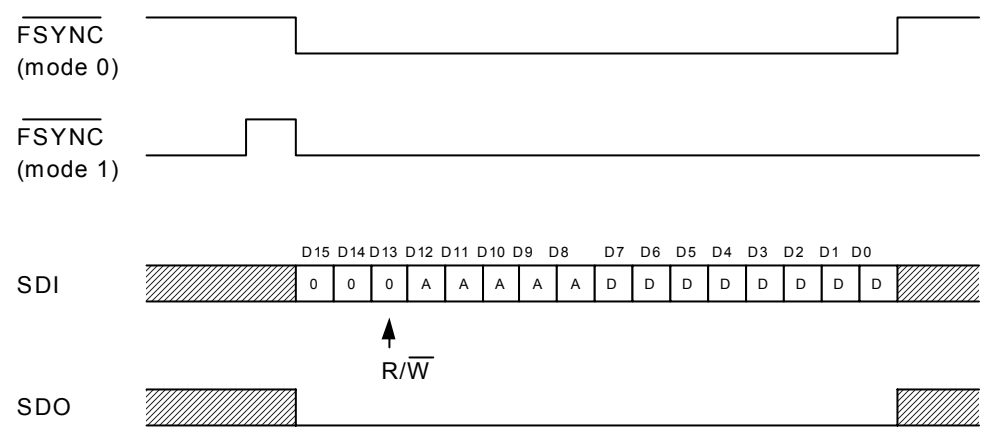 FSYNC
(mode 0)
FSYNC
(mode 1)
D15 D14 D13 D12 D11 D10 D9 D8 D7 D6 D5 D4 D3 D2 D1 D0
SDI 0 0 0 A A A A A D D D D D D D D
R/W
SDO